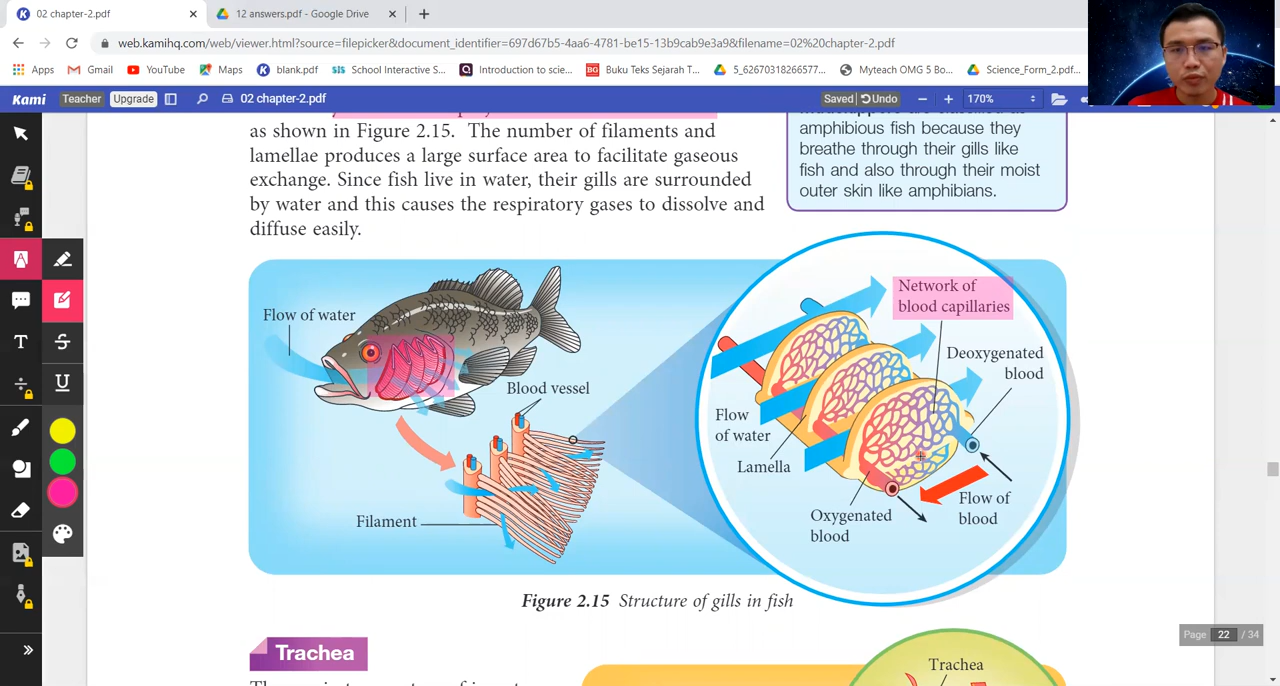 02 chapter-2.pdf
12 answers.pdf - Google Drive
web.kamihq.com/web/viewer.html?source=filepicker&document_identifier=697d67b5-4aa6-4781-be15-13b9cab9e3a9&filename=02%20chapter-2.pdf
Apps
Gmail
YouTube
Maps
blank.pdf
sis
School Interactive S...
Introduction to scie...
BG
Buku Teks Sejarah T...
5_62670318266577...
Myteach OMG 5 Bo...
Science_Form_2.pdf...
Kami
Teacher
Upgrade
02 chapter-2.pdf
Saved
Undo
170%
as shown in Figure 2.15. The number of filaments and
lamellae produces a large surface area to facilitate gaseous
exchange. Since fish live in water, their gills are surrounded
by water and this causes the respiratory gases to dissolve and
diffuse easily.
amphibious fish because they
breathe through their gills like
fish and also through their moist
outer skin like amphibians.
Flow of water
Blood vessel
Filament
Network of
blood capillaries
Deoxygenated
blood
Flow
of water
Lamella
Oxygenated
blood
Flow of
blood
Figure 2.15 Structure of gills in fish
Page 22 / 34
Trachea
Trachea